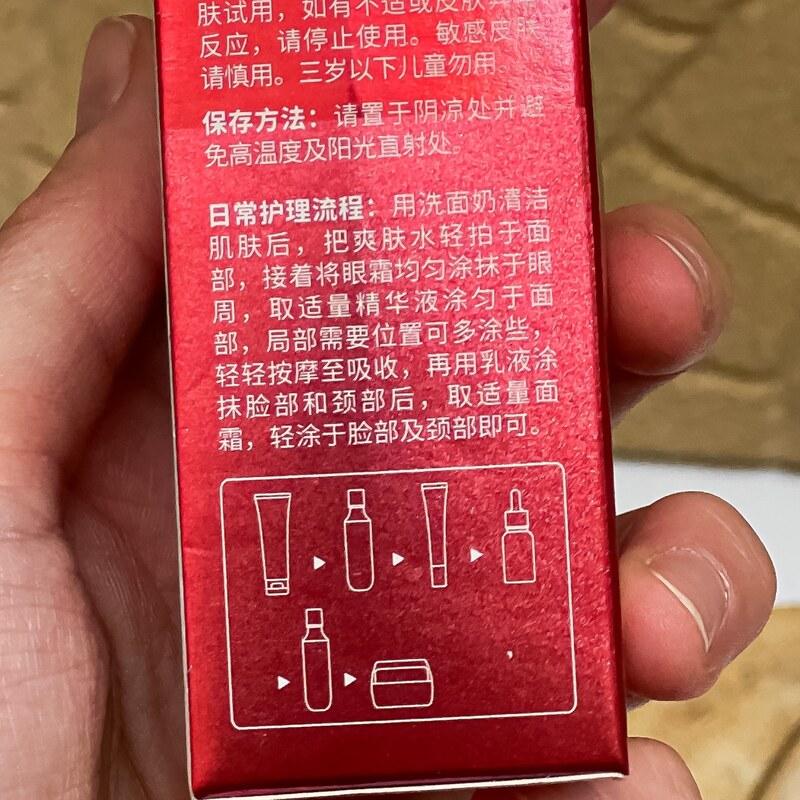 肤试用，如有不适或皮肤异常
反应，请停止使用。敏感皮肤
请慎用。三岁以下儿童勿用。
保存方法：请置于阴凉处并避
免高温度及阳光直射处。
日常护理流程：用洗面奶清洁
肌肤后，把爽肤水轻拍于面
部，接着将眼霜均匀涂抹于眼
周，取适量精华液涂匀于面
部，局部需要位置可多涂些，
轻轻按摩至吸收，再用乳液涂
抹脸部和颈部后，取适量面
霜，轻涂于脸部及颈部即可。